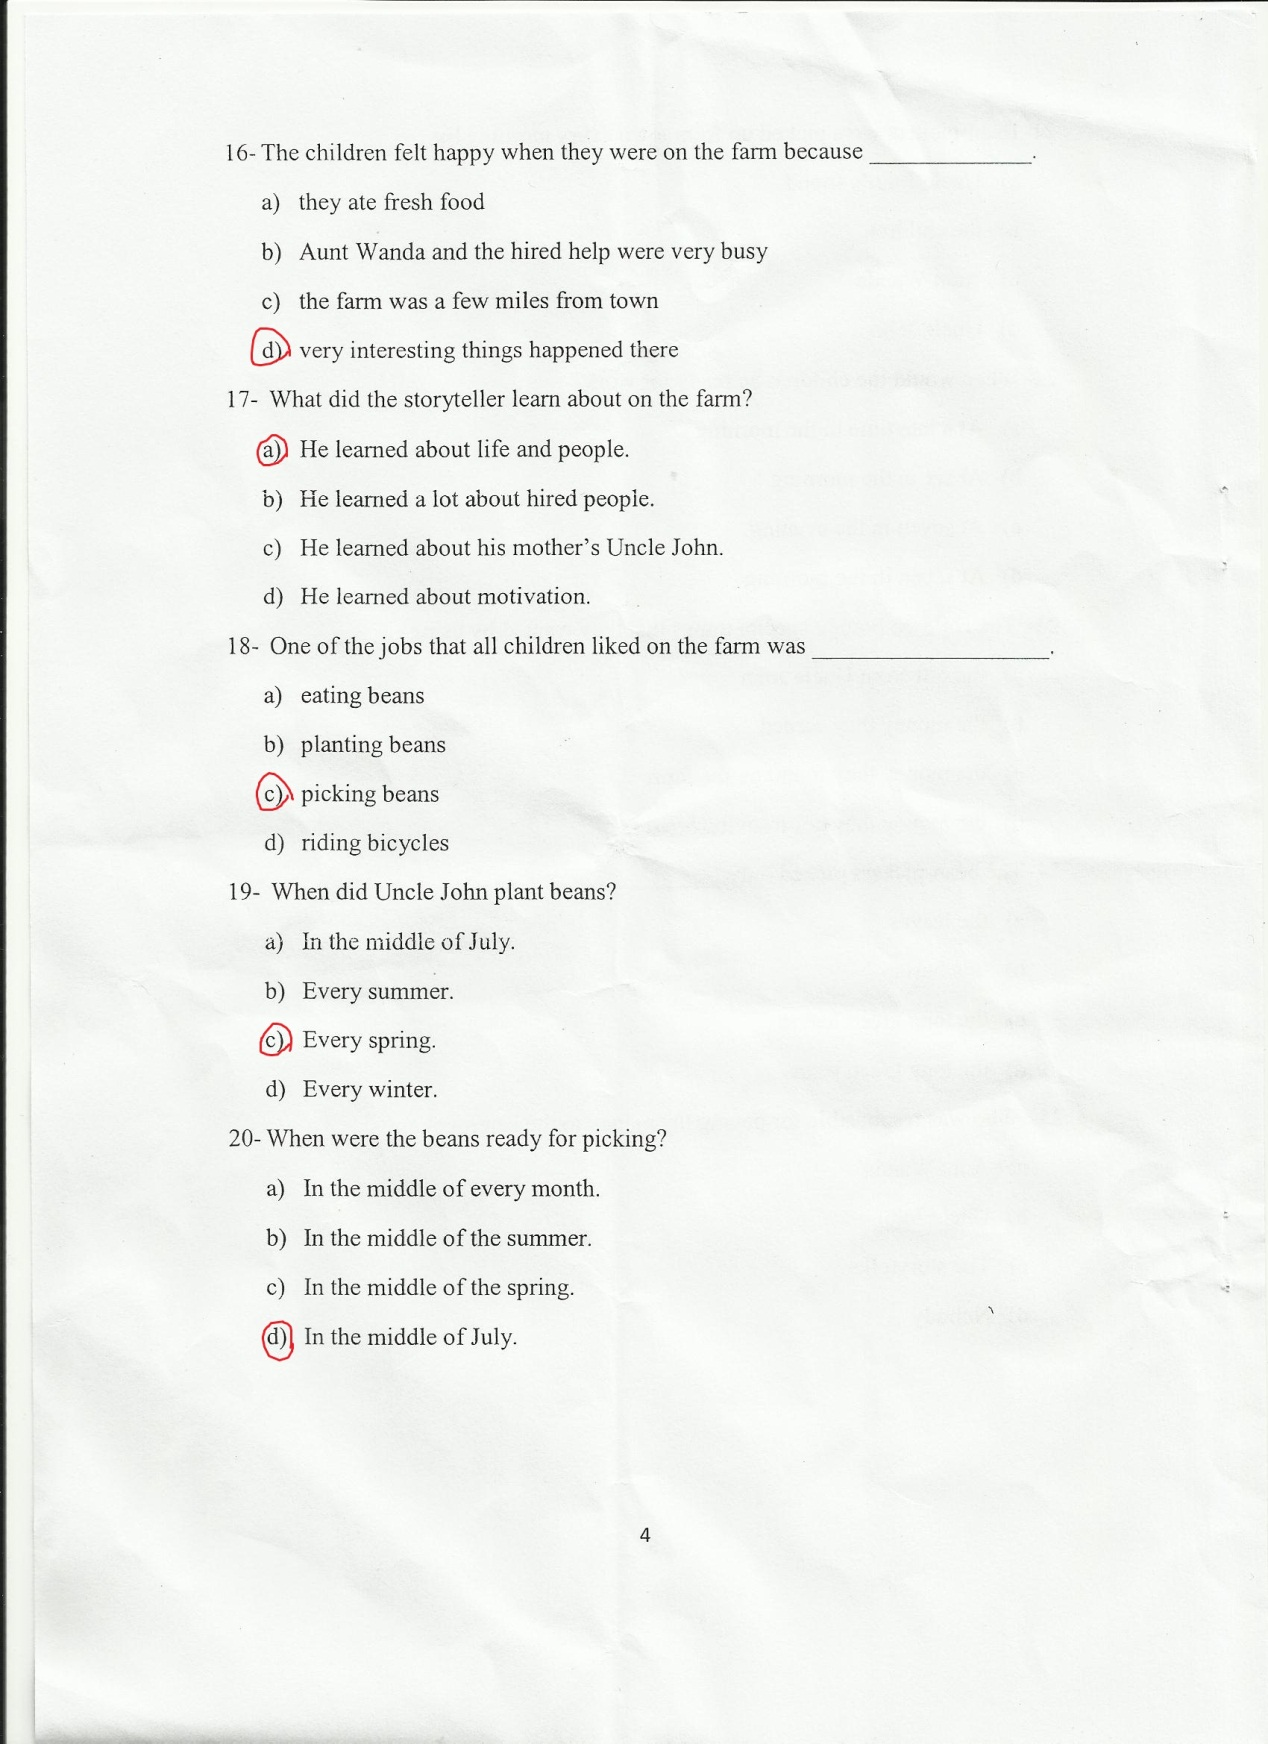 16- The children felt happy when they were on the farm because ______________.
a) they ate fresh food
b) Aunt Wanda and the hired help were very busy
c) the farm was a few miles from town
d) very interesting things happened there
17- What did the storyteller learn about on the farm?
a) He learned about life and people.
b) He learned a lot about hired people.
c) He learned about his mother’s Uncle John.
d) He learned about motivation.
18- One of the jobs that all children liked on the farm was ____________________.
a) eating beans
b) planting beans
c) picking beans
d) riding bicycles
19- When did Uncle John plant beans?
a) In the middle of July.
b) Every summer.
c) Every spring.
d) Every winter.
20- When were the beans ready for picking?
a) In the middle of every month.
b) In the middle of the summer.
c) In the middle of the spring.
d) In the middle of July.
4